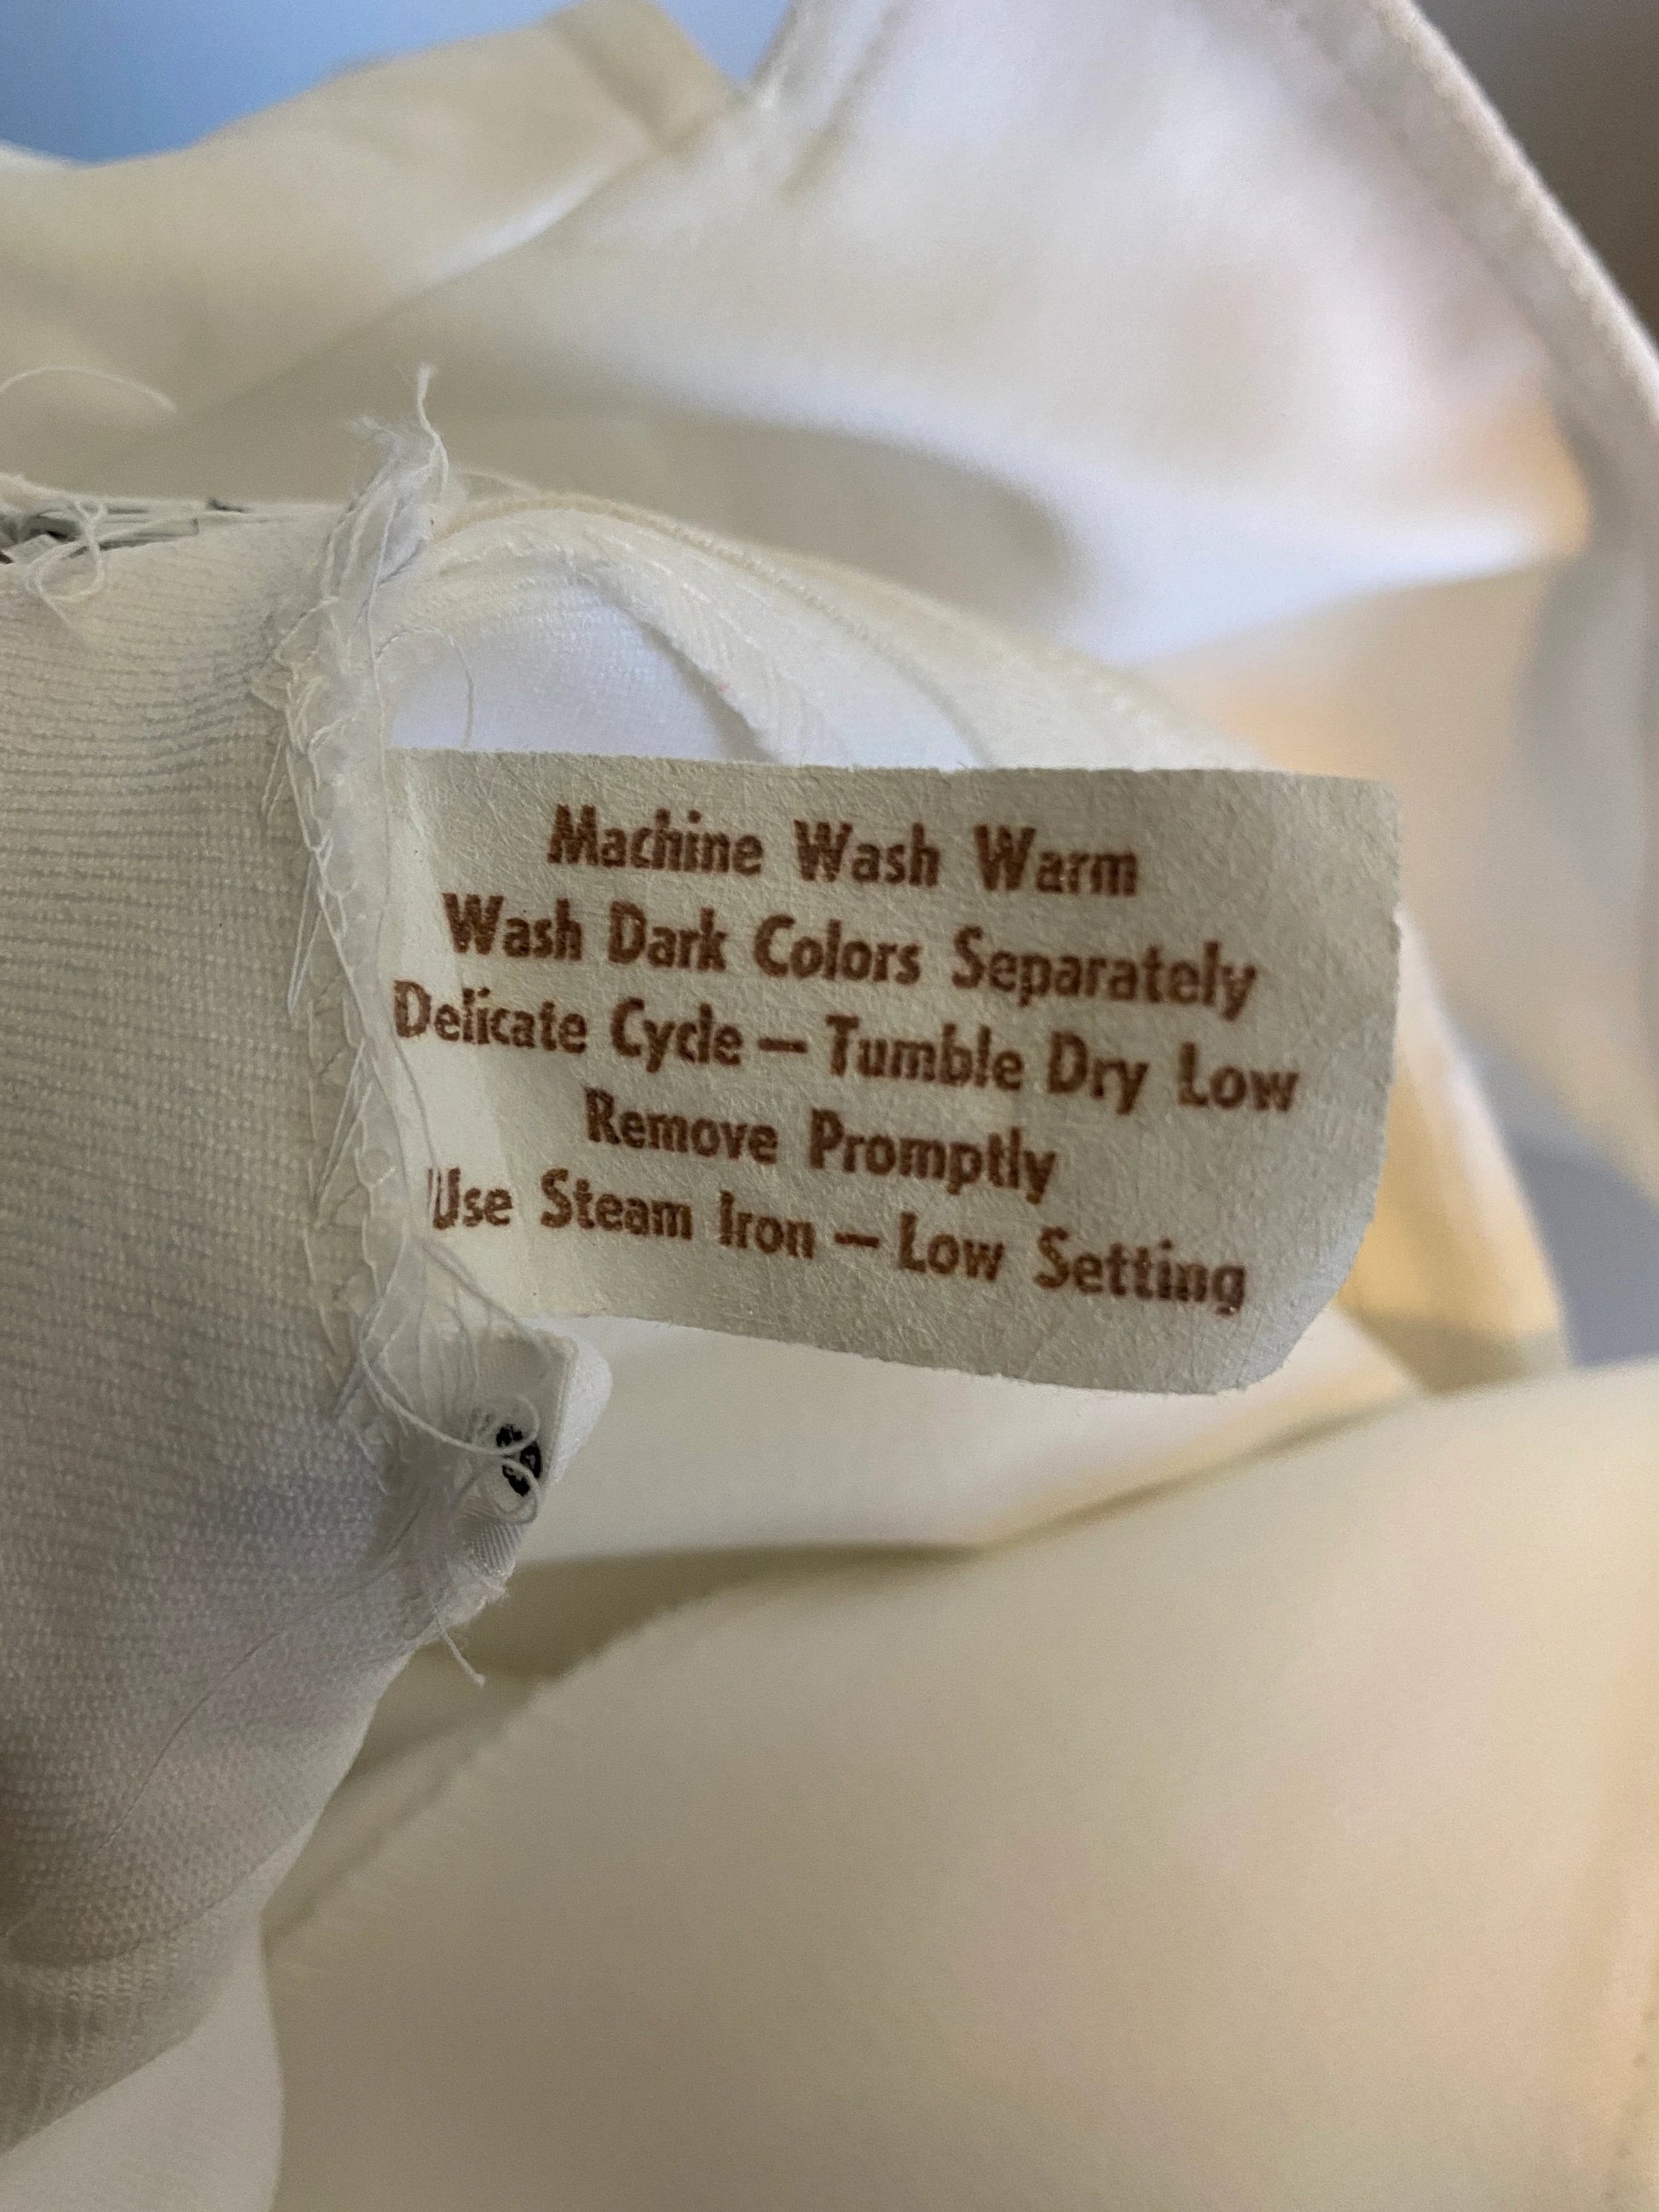 Machine Wash Warm
Wash Dark Colors Separately
Delicate Cycle — Tumble Dry Low
Remove Promptly
Use Steam Iron — Low Setting